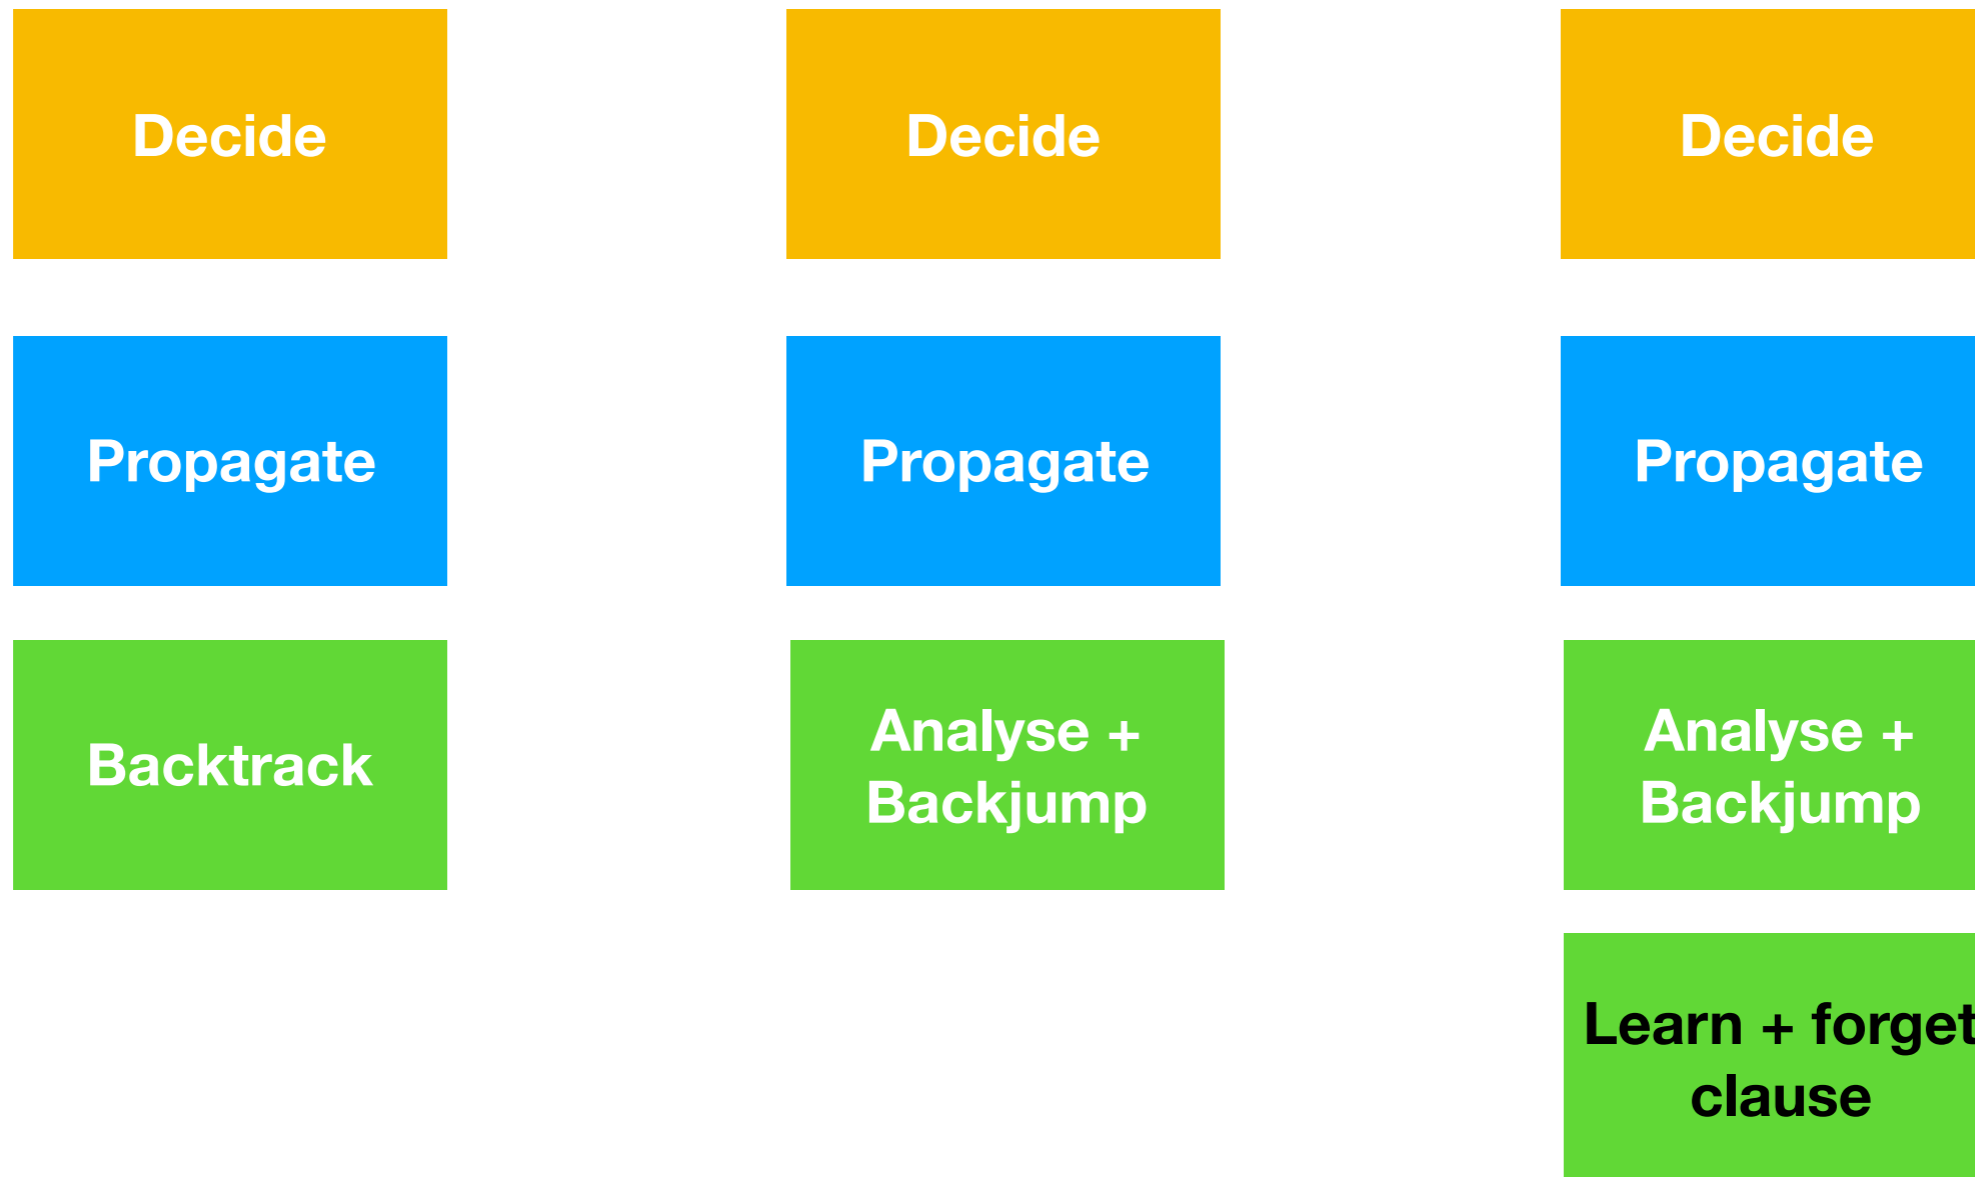 Decide
Decide
Decide
Propagate
Propagate
Propagate
Backtrack
Analyse +
Backjump
Analyse +
Backjump
Learn + forget
clause